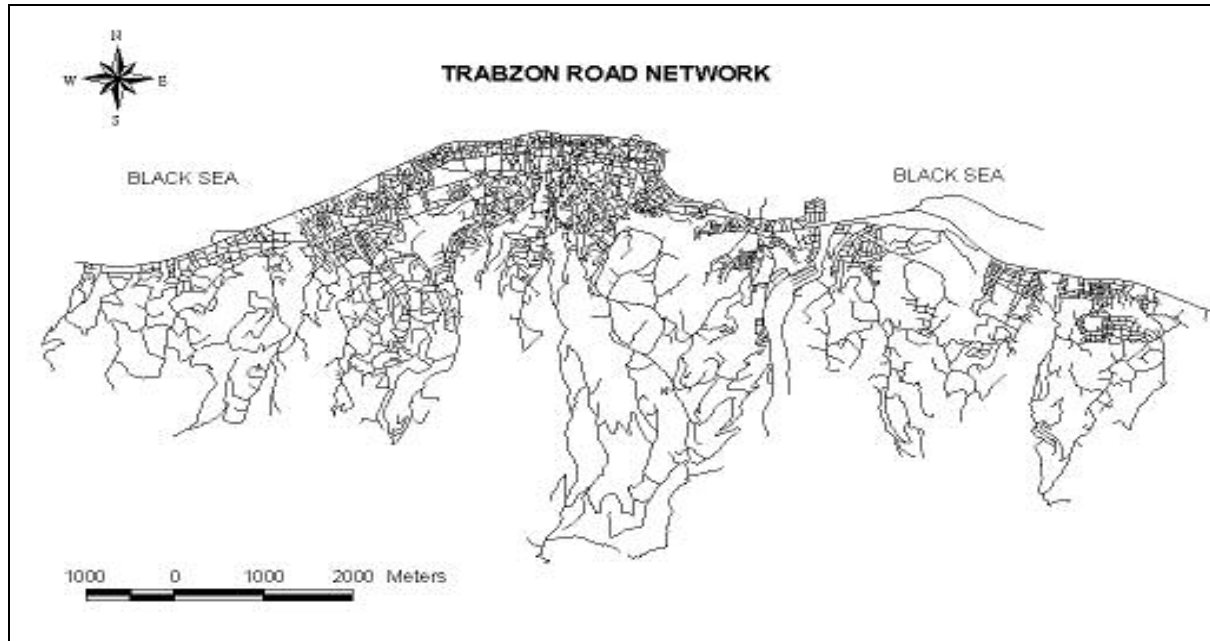 N
W E
S
TRABZON ROAD NETWORK
BLACK SEA
BLACK SEA
1000 0 1000 2000 Meters